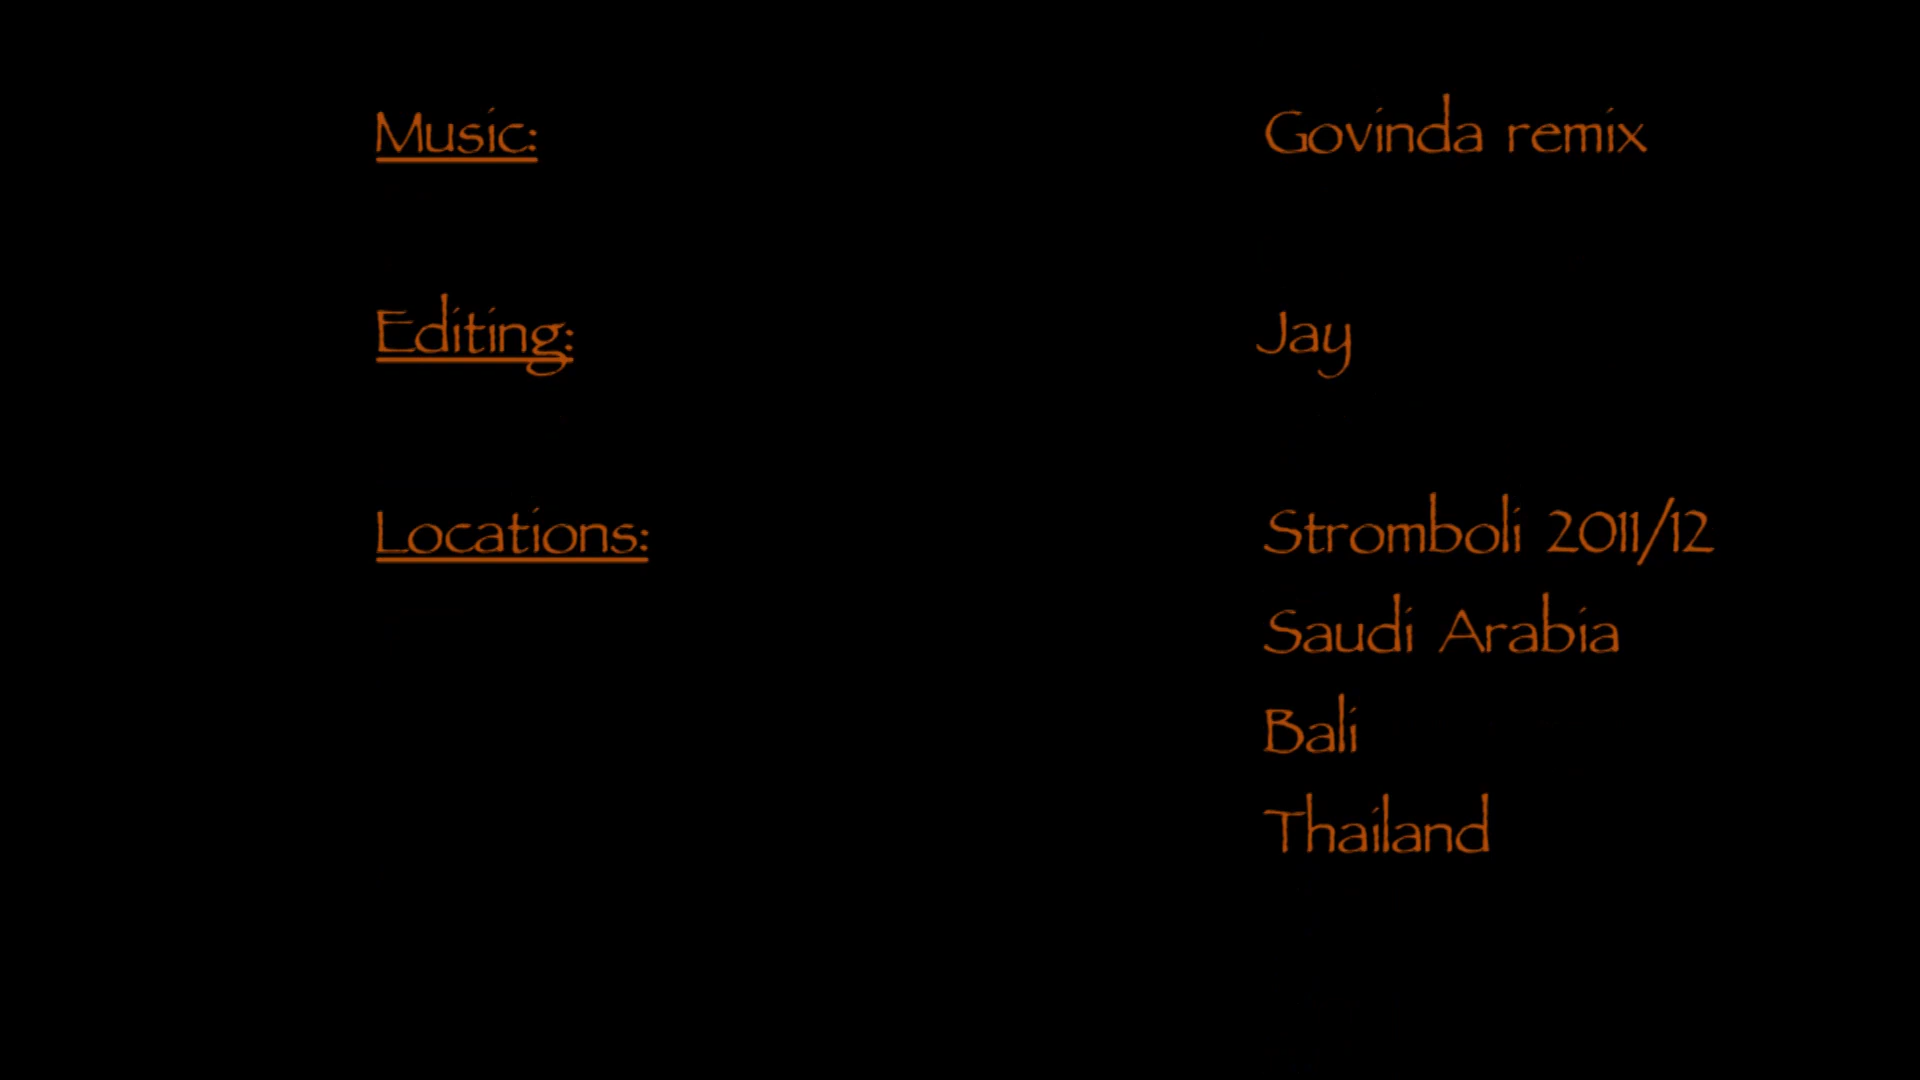 Music: Govinda remix
Editing: Jay
Locations: Stromboli 2011/12
Saudi Arabia
Bali
Thailand